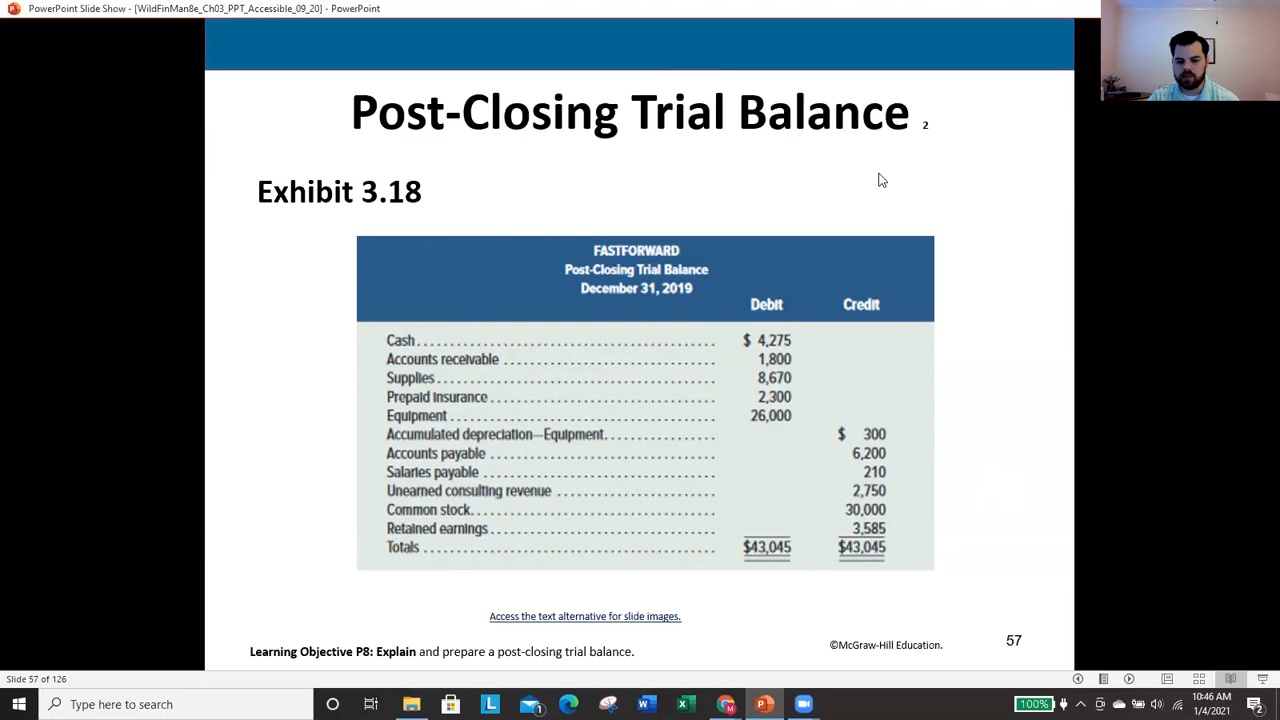 PowerPoint Slide Show - [WildFinMan8e_Ch03_PPT_Accessible_09_20] - PowerPoint
Post-Closing Trial Balance 2
Exhibit 3.18
FASTFORWARD
Post-Closing Trial Balance
December 31, 2019
Debit Credit
Cash $ 4,275
Accounts receivable 1,800
Supplies 8,670
Prepaid insurance 2,300
Equipment 26,000
Accumulated depreciation—Equipment $ 300
Accounts payable 6,200
Salaries payable 210
Unearned consulting revenue 2,750
Common stock 30,000
Retained earnings 3,585
Totals $43,045 $43,045
Access the text alternative for slide images.
©McGraw-Hill Education. 57
Learning Objective P8: Explain and prepare a post-closing trial balance.
Slide 57 of 126
Type here to search
100%
10:46 AM
1/4/2021